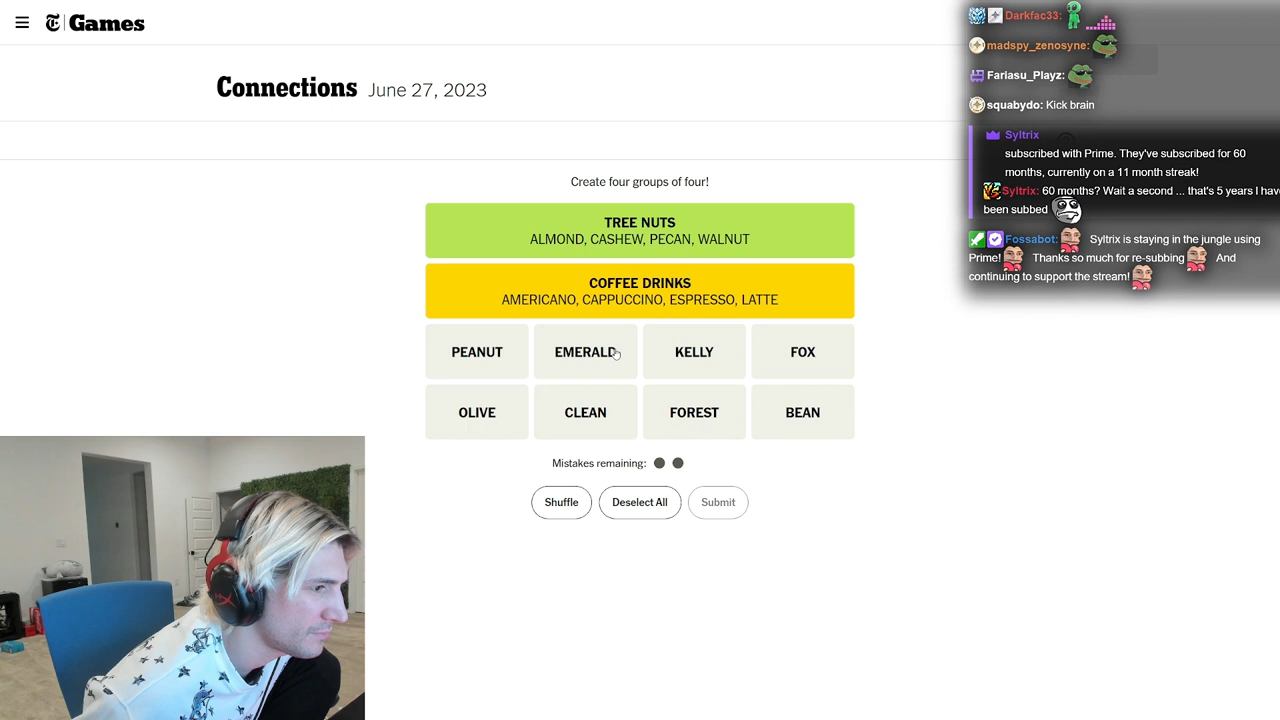 Games
Connections June 27, 2023
Create four groups of four!
TREE NUTS
ALMOND, CASHEW, PECAN, WALNUT
COFFEE DRINKS
AMERICANO, CAPPUCCINO, ESPRESSO, LATTE
PEANUT EMERALD KELLY FOX
OLIVE CLEAN FOREST BEAN
Mistakes remaining:
Shuffle Deselect All Submit
Darkfac33:
madspy_zenosyne:
Fariasu_Playz:
squabydo: Kick brain
Syltrix
subscribed with Prime. They've subscribed for 60
months, currently on a 11 month streak!
Syltrix: 60 months? Wait a second ... that's 5 years I have
been subbed
Fossabot: Syltrix is staying in the jungle using
Prime! Thanks so much for re-subbing And
continuing to support the stream!